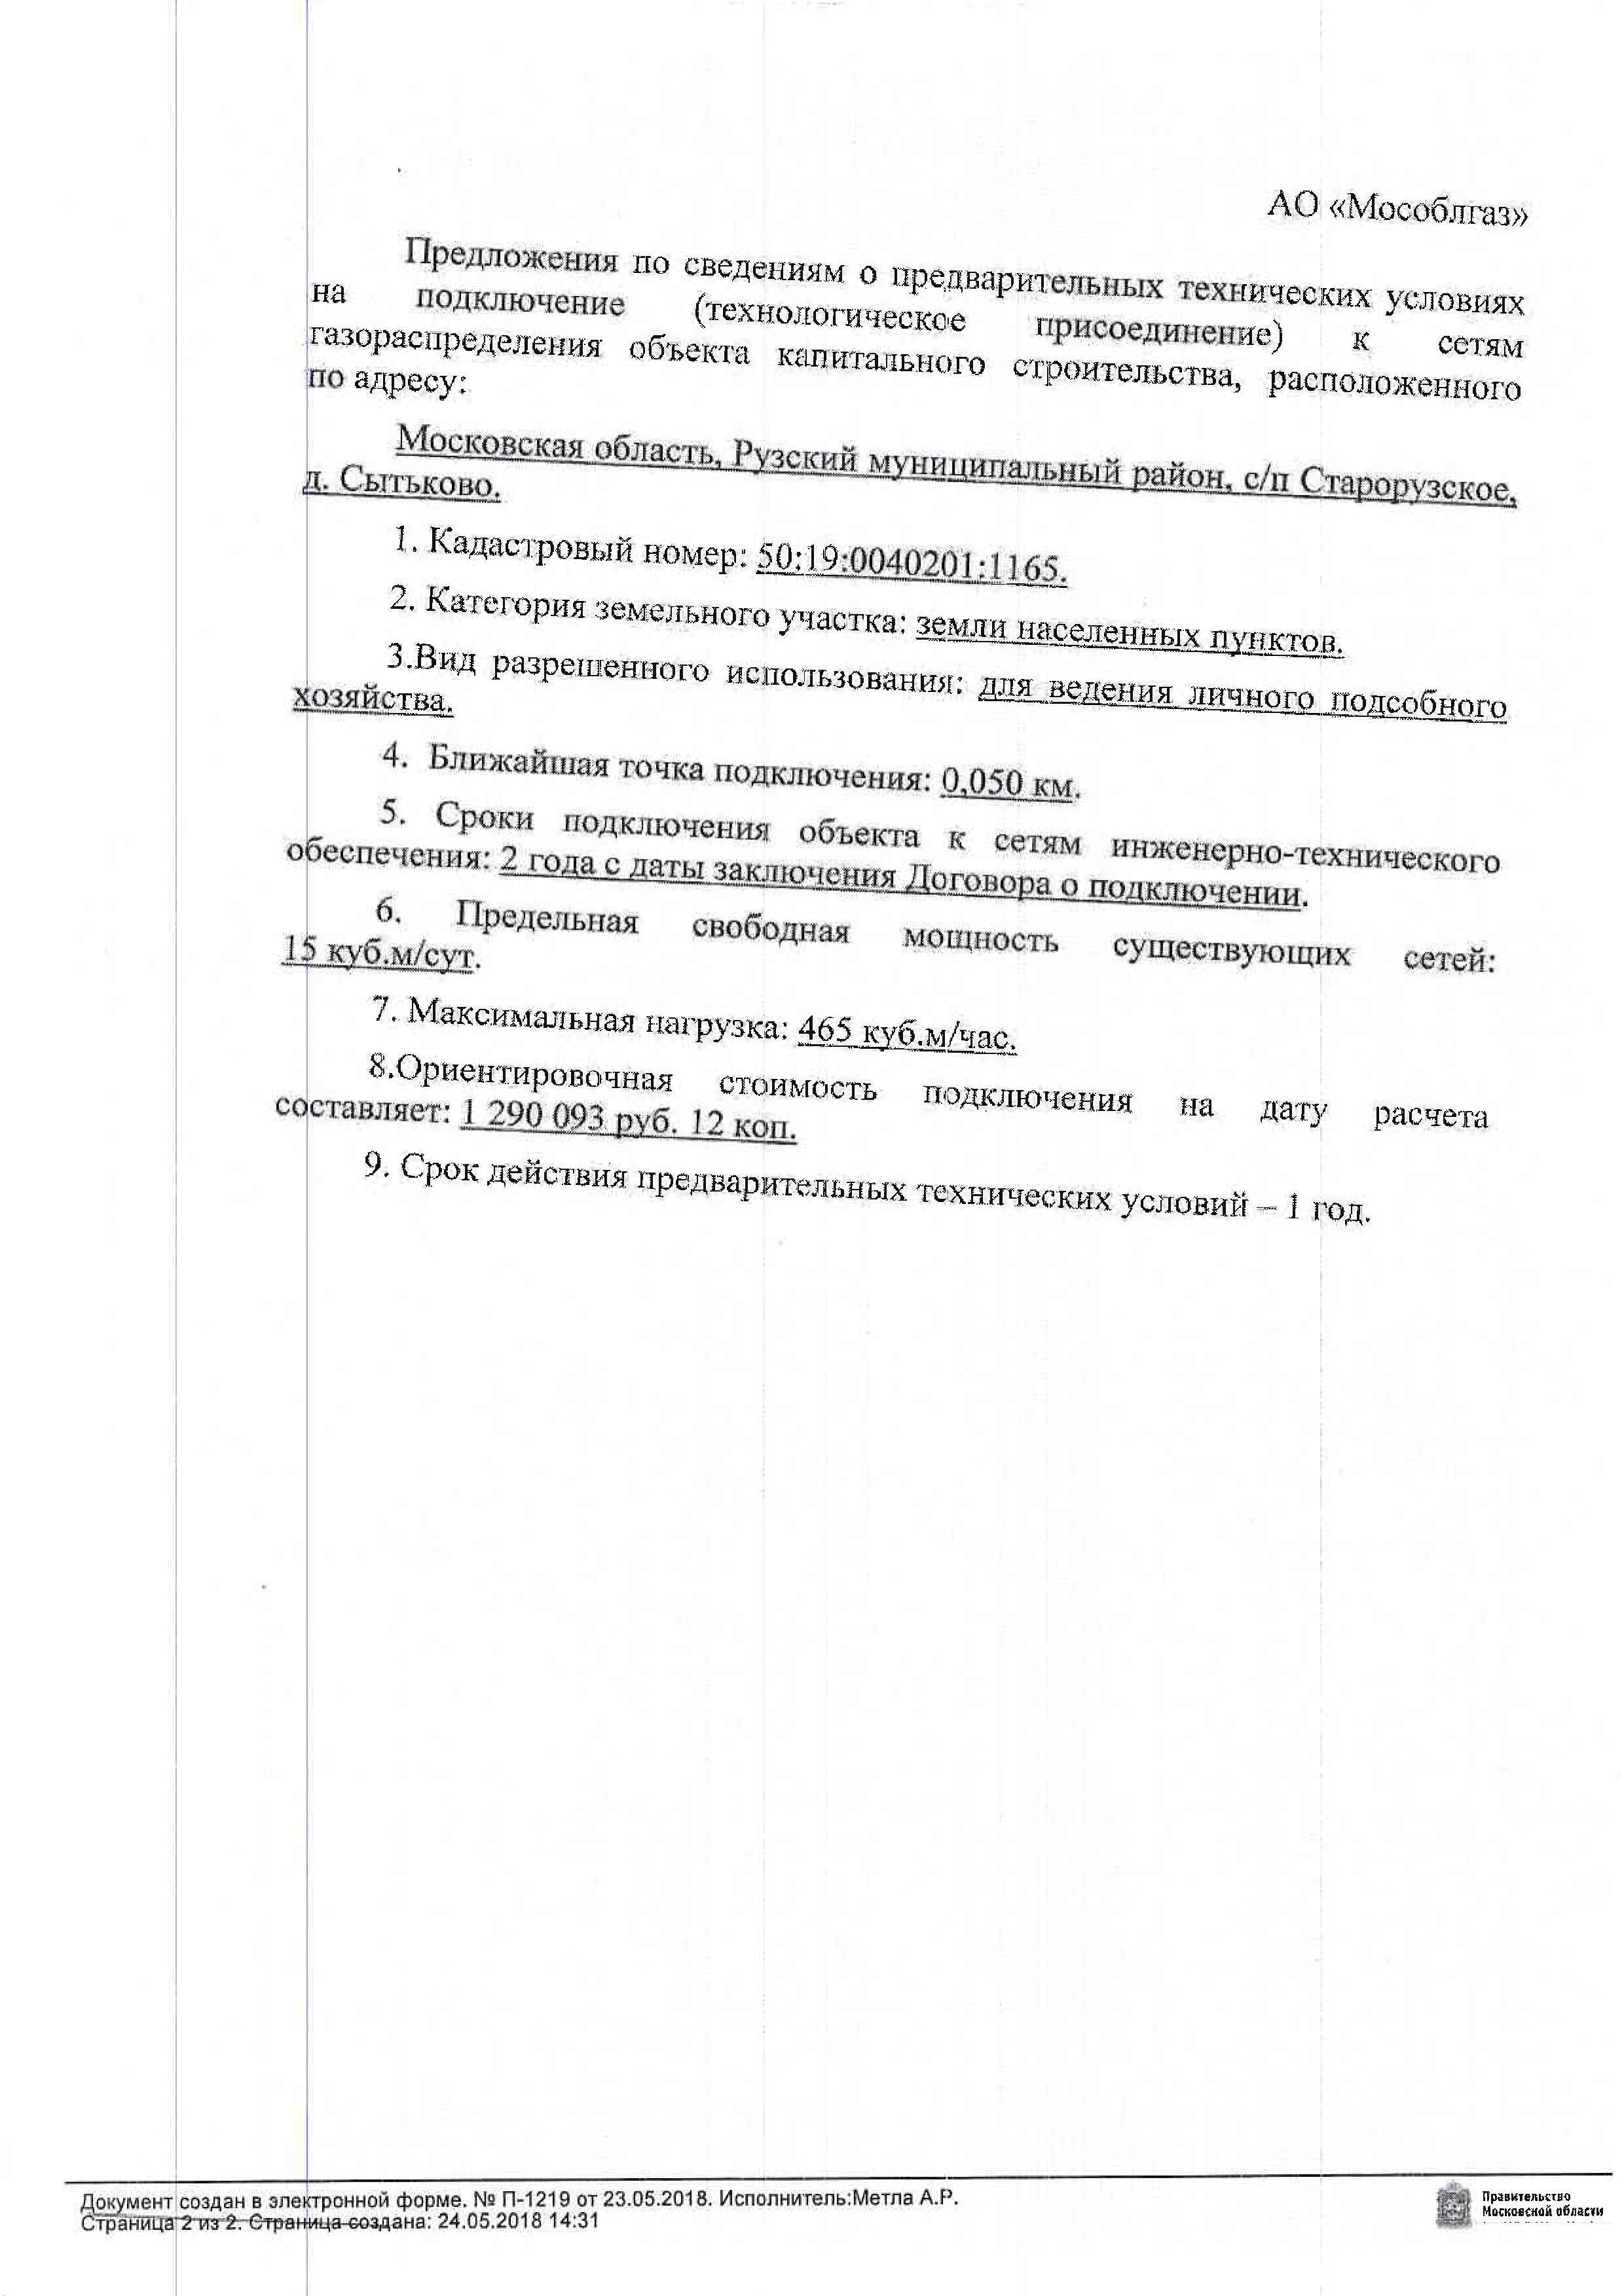 АО «Мособлгаз»
Предложения по сведениям о предварительных технических условиях
на подключение (технологическое присоединение) к сетям
газораспределения объекта капитального строительства, расположенного
по адресу:
Московская область, Рузский муниципальный район, с/п Старорузское,
д. Сытьково.
1. Кадастровый номер: 50:19:0040201:1165.
2. Категория земельного участка: земли населенных пунктов.
3.Вид разрешенного использования: для ведения личного подсобного
хозяйства.
4. Ближайшая точка подключения: 0,050 км.
5. Сроки подключения объекта к сетям инженерно-технического
обеспечения: 2 года с даты заключения Договора о подключении.
6. Предельная свободная мощность существующих сетей:
15 куб.м/сут.
7. Максимальная нагрузка: 465 куб.м/час.
8.Ориентировочная стоимость подключения на дату расчета
составляет: 1 290 093 руб. 12 коп.
9. Срок действия предварительных технических условий – 1 год.
Документ создан в электронной форме. № П-1219 от 23.05.2018. Исполнитель:Метла А.Р.
Страница 2 из 2. Страница создана: 24.05.2018 14:31
Правительство
Московской области